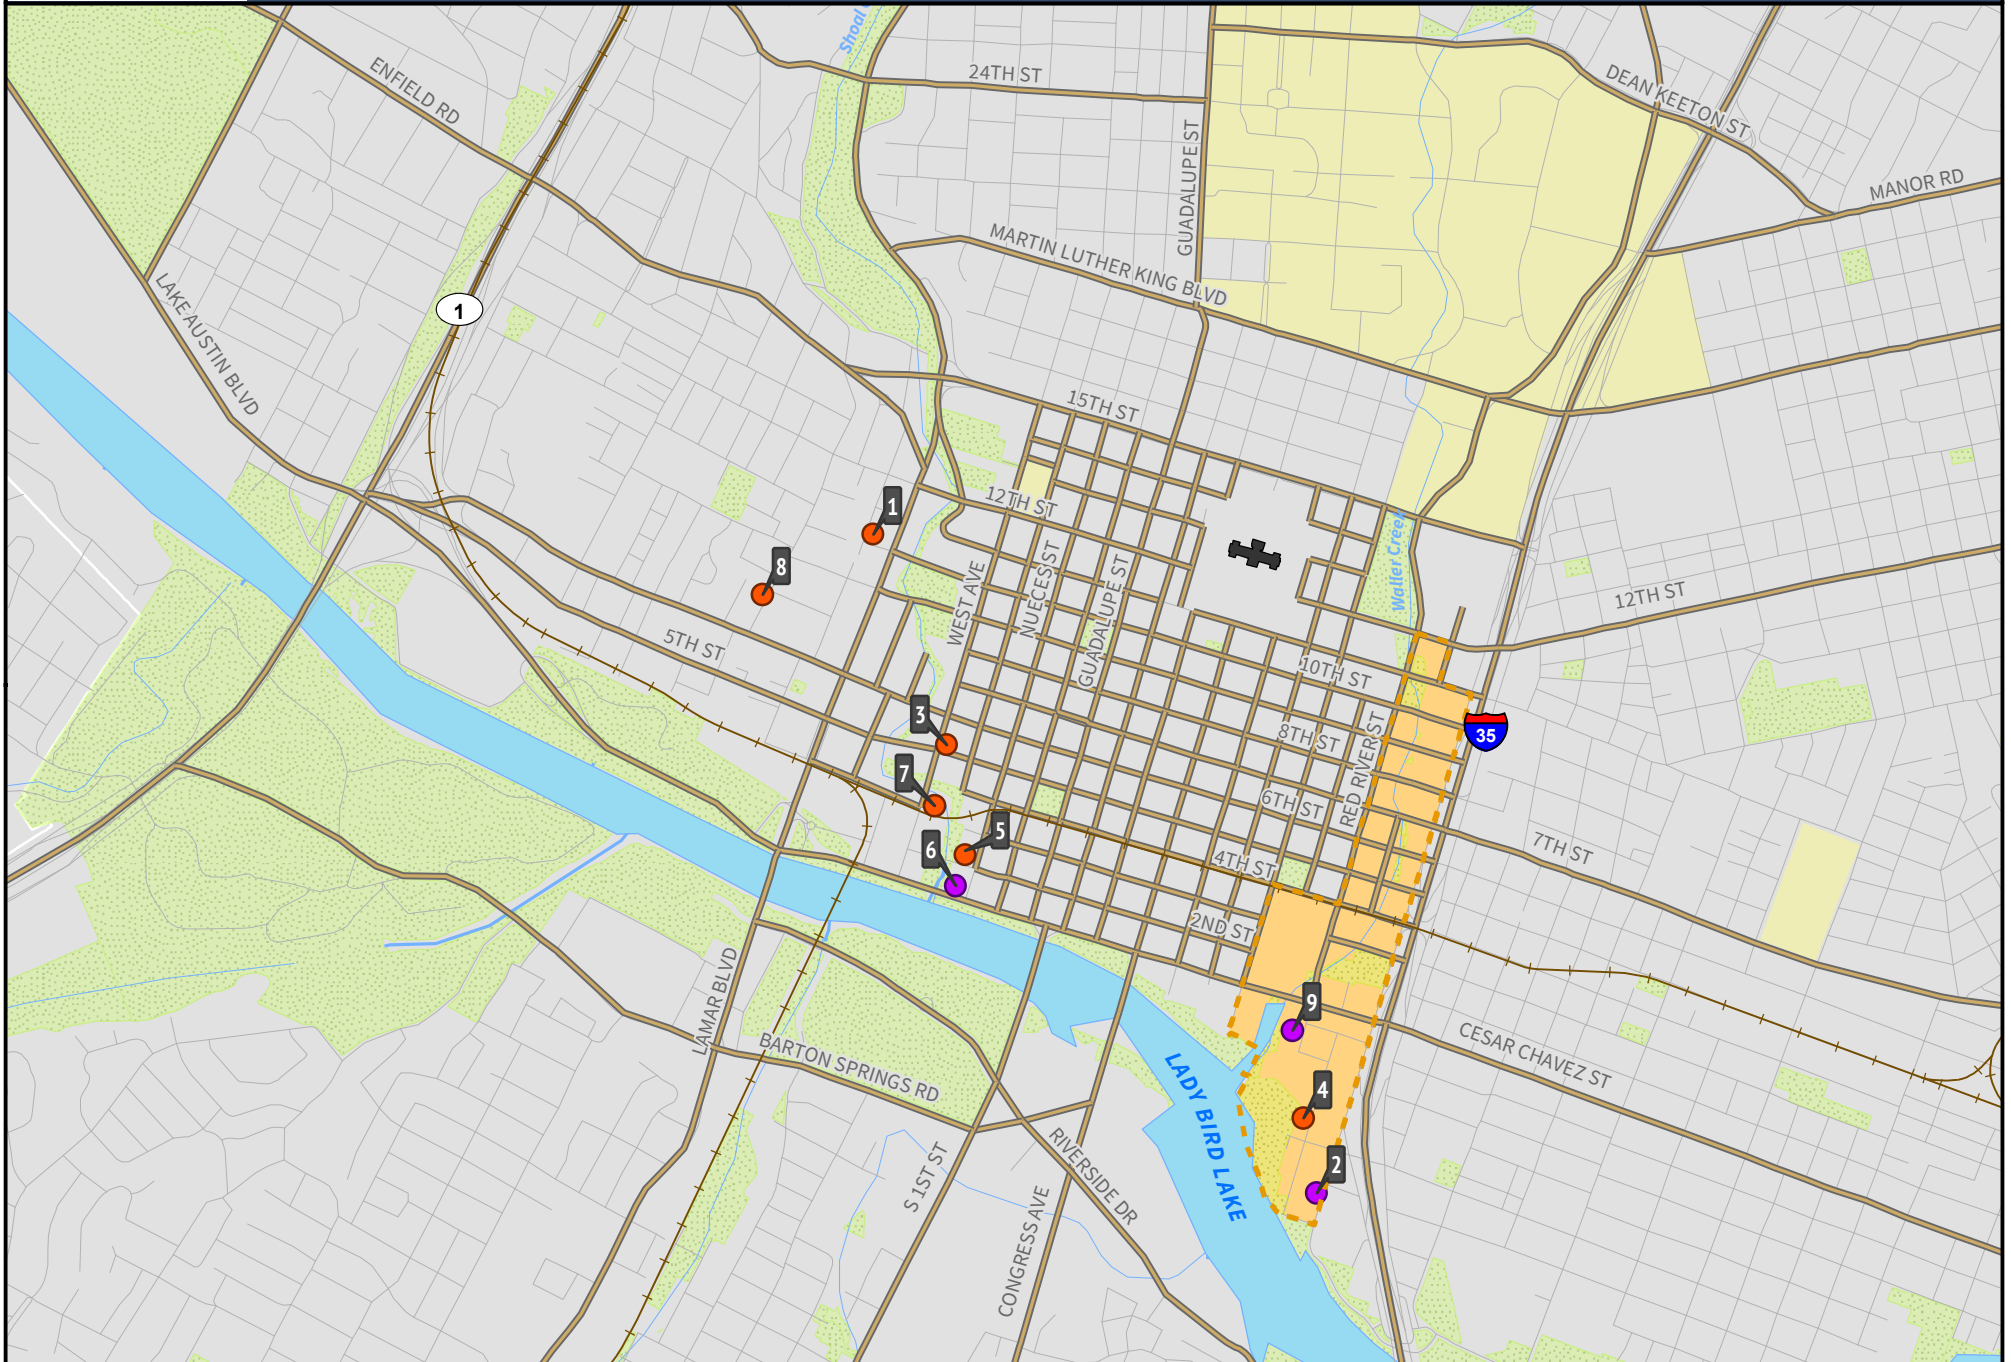 Shoal
24TH ST
ENFIELD RD
DEAN KEETON ST
GUADALUPE ST
MANOR RD
MARTIN LUTHER KING BLVD
LAKE AUSTIN BLVD
1
15TH ST
12TH ST
1
8
Waller Creek
12TH ST
WEST AVE
NUECES ST
GUADALUPE ST
5TH ST
10TH ST
3
8TH ST
RED RIVER ST
35
7
6TH ST
5
6
7TH ST
4TH ST
2ND ST
LAMAR BLVD
9
BARTON SPRINGS RD
CESAR CHAVEZ ST
LADY BIRD LAKE
4
S 1ST ST
RIVERSIDE DR
2
CONGRESS AVE